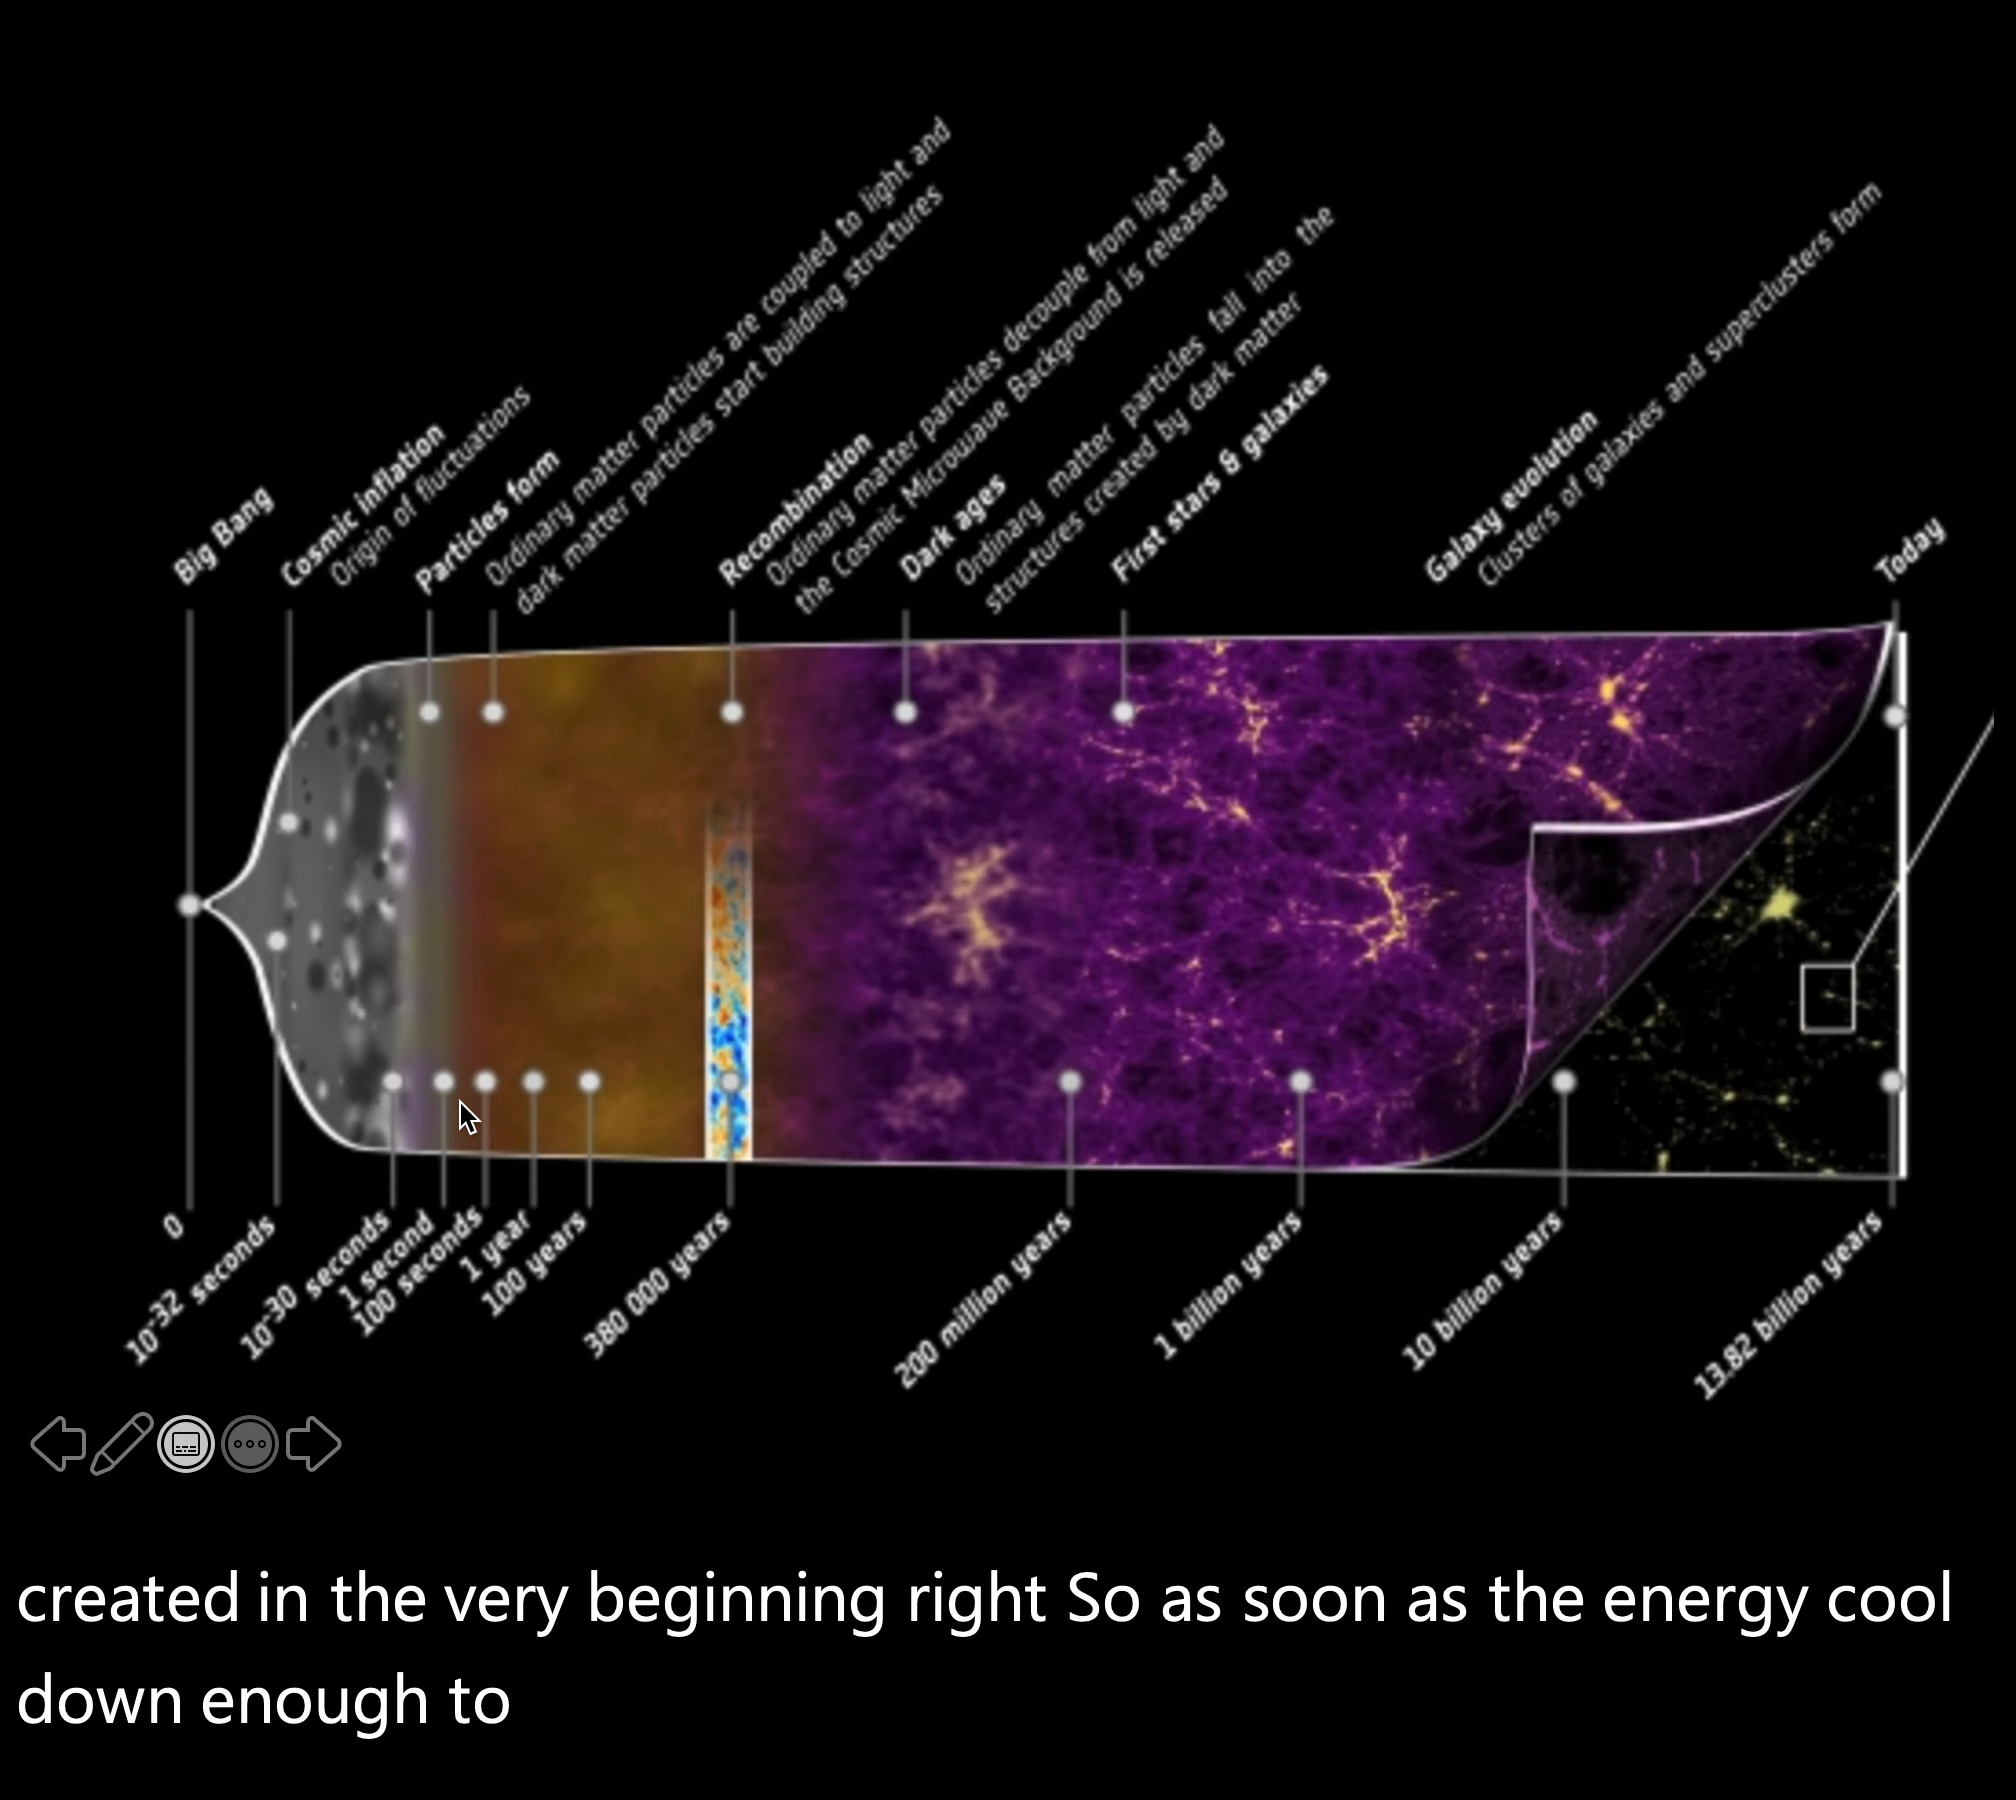 Big Bang
Cosmic inflation
Origin of fluctuations
Particles form
Ordinary matter particles are coupled to light and
dark matter particles start building structures
Recombination
Ordinary matter particles decouple from light and
the Cosmic Microwave Background is released
Dark ages
Ordinary matter particles fall into the
structures created by dark matter
First stars & galaxies
Galaxy evolution
Clusters of galaxies and superclusters form
Today
0
10⁻³² seconds
10⁻³⁰ seconds
1 second
100 seconds
1 year
100 years
380 000 years
200 million years
1 billion years
10 billion years
13,82 billion years
created in the very beginning right So as soon as the energy cool
down enough to